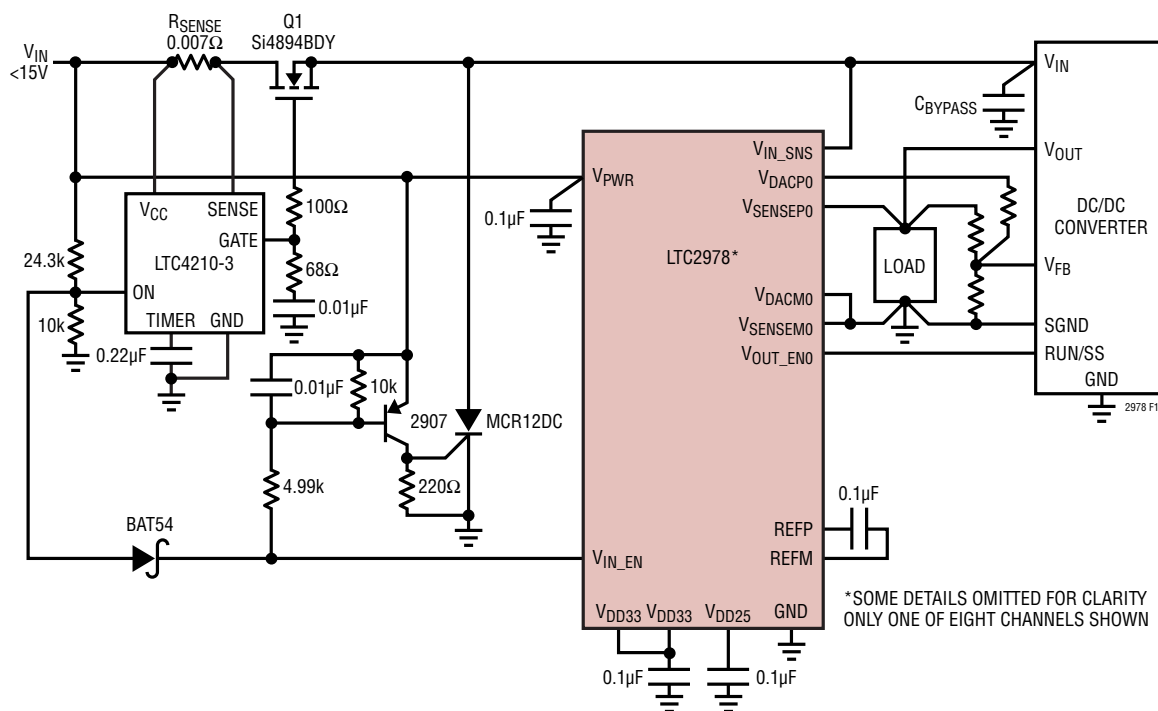 VIN
<15V
RSENSE
0.007Ω
Q1
Si4894BDY
VCC
SENSE
GATE
LTC4210-3
ON
TIMER
GND
24.3k
10k
0.22µF
100Ω
68Ω
0.01µF
0.01µF
10k
2907
MCR12DC
4.99k
220Ω
BAT54
0.1µF
VPWR
LTC2978*
VIN_SNS
VDACP0
VSENSEP0
VDACM0
VSENSEM0
VOUT_EN0
REFP
REFM
0.1µF
VIN_EN
VDD33
VDD33
VDD25
GND
0.1µF
0.1µF
LOAD
CBYPASS
VIN
VOUT
DC/DC
CONVERTER
VFB
SGND
RUN/SS
GND
2978 F1
*SOME DETAILS OMITTED FOR CLARITY
ONLY ONE OF EIGHT CHANNELS SHOWN